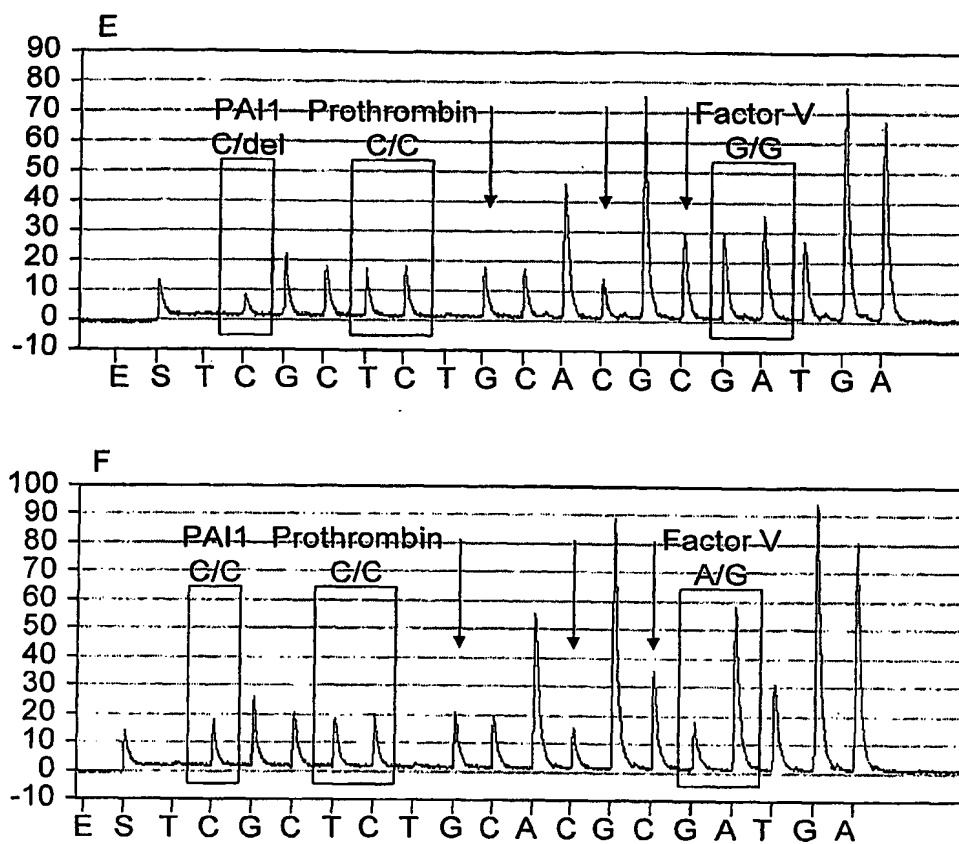 E
90
80
70
60
50
40
30
20
10
0
-10
PAI1 Prothrombin Factor V
C/del C/C G/G
E S T C G C T C T G C A C G C G A T G A
F
100
90
80
70
60
50
40
30
20
10
0
-10
PAI1 Prothrombin Factor V
C/C C/C A/G
E S T C G C T C T G C A C G C G A T G A